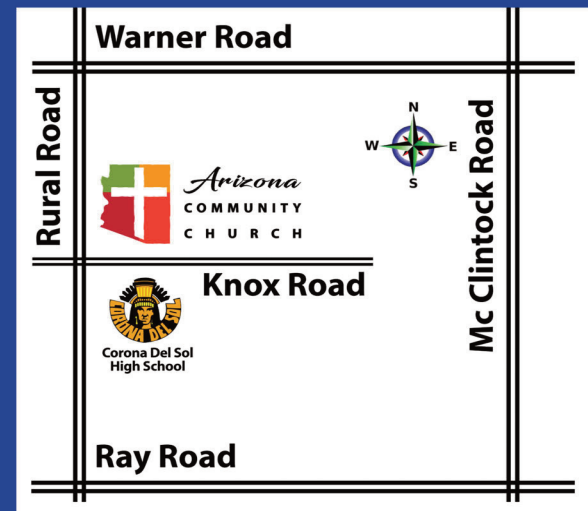 Warner Road
Rural Road
N
W
E
S
Mc Clintock Road
Arizona
COMMUNITY
CHURCH
Knox Road
CORONA DEL SOL
Corona Del Sol
High School
Ray Road